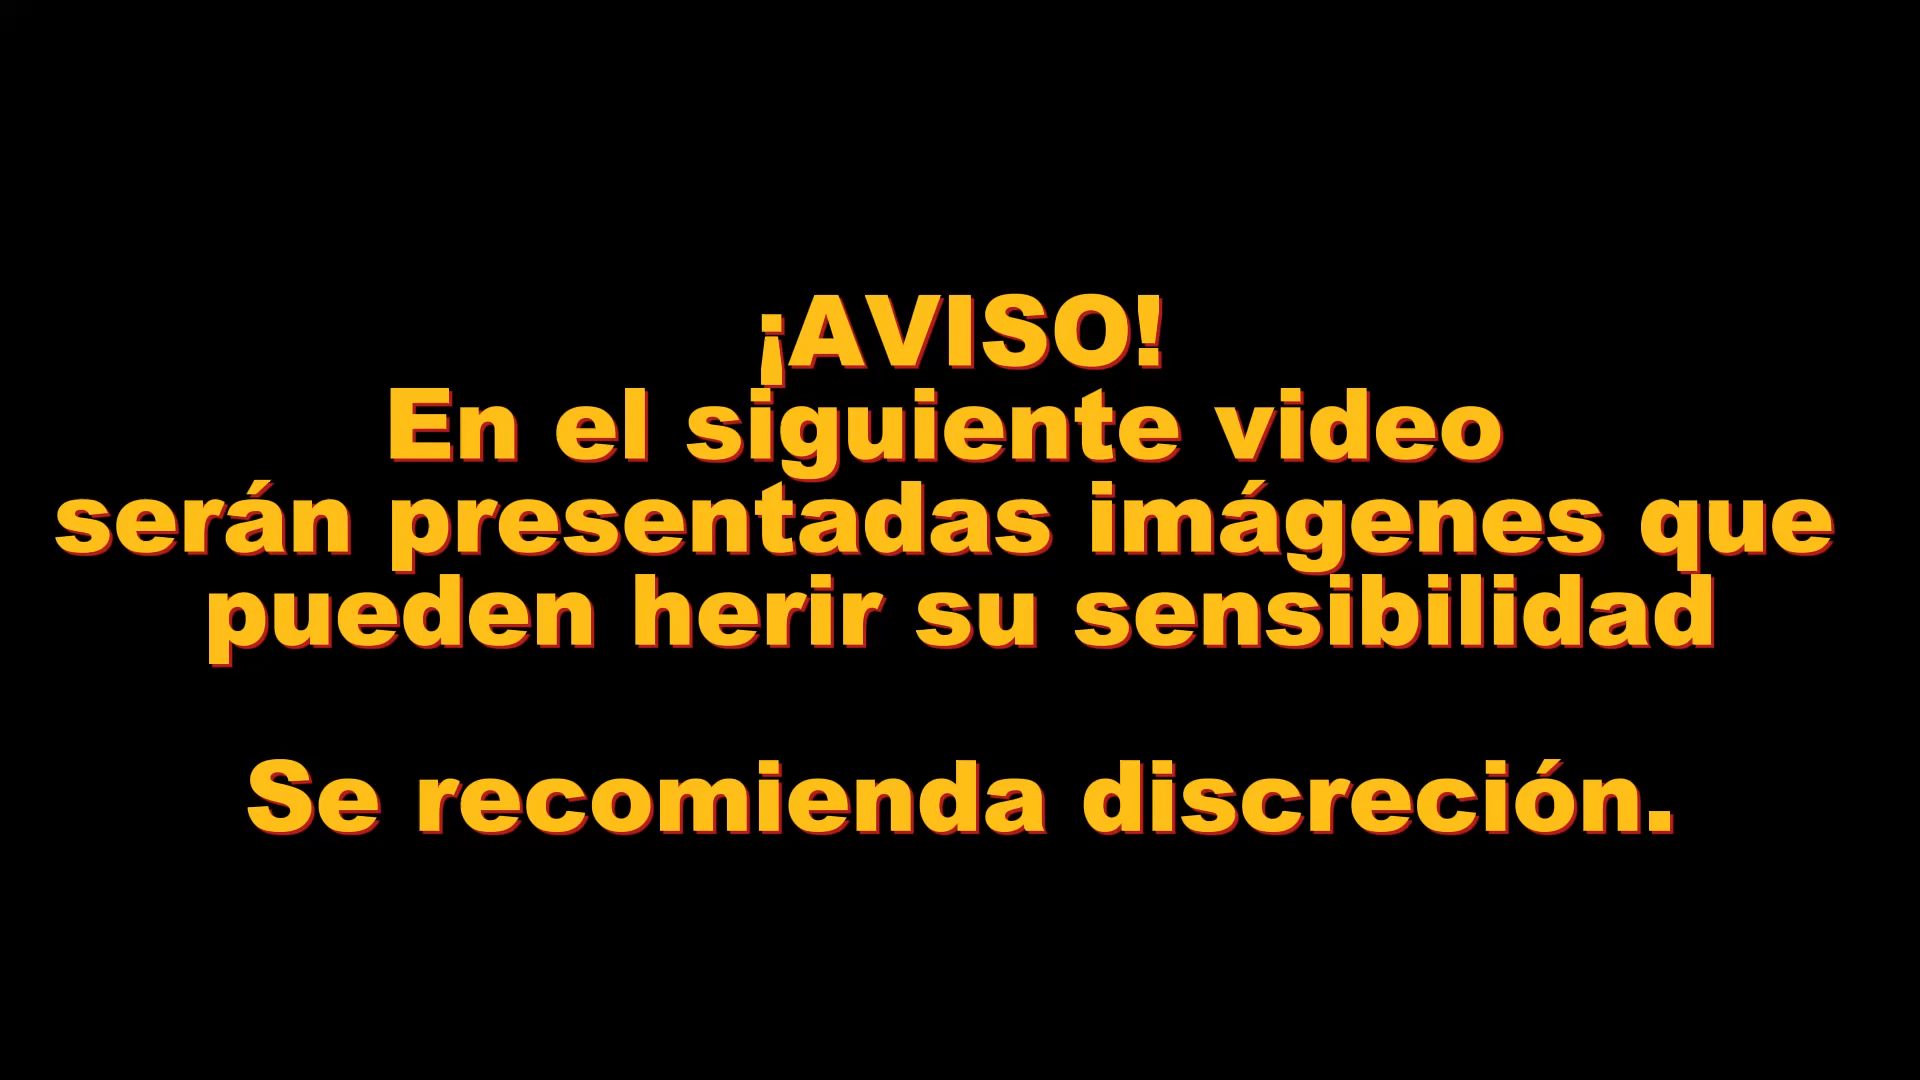 ¡AVISO!
En el siguiente video
serán presentadas imágenes que
pueden herir su sensibilidad
Se recomienda discreción.